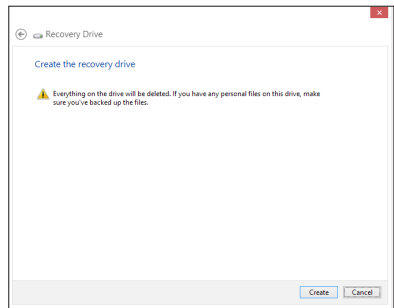 Recovery Drive
Create the recovery drive
Everything on the drive will be deleted. If you have any personal files on this drive, make
sure you've backed up the files.
Create Cancel